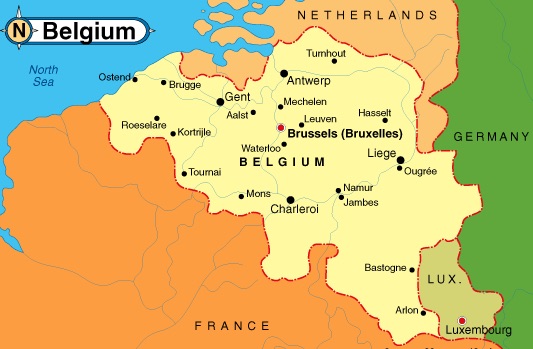 N Belgium
NETHERLANDS
North
Sea
Turnhout
Ostend
Brugge
Antwerp
Gent
Mechelen
Aalst
Leuven
Hasselt
Roeselare
Kortrijle
Brussels (Bruxelles)
GERMANY
Waterloo
BELGIUM
Liege
Ougrée
Tournai
Mons
Namur
Jambes
Charleroi
Bastogne
LUX.
Arlon
FRANCE
Luxembourg